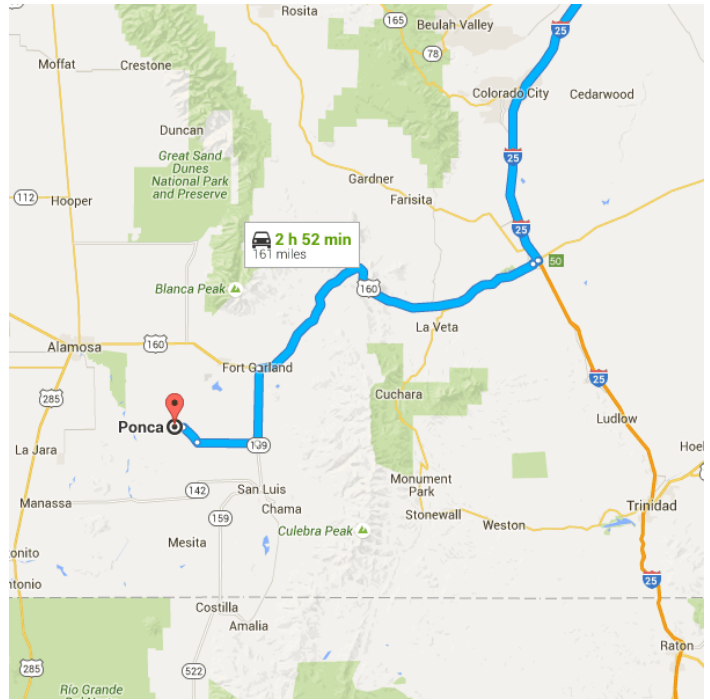 Rosita
165
Beulah Valley
25
Moffat
Crestone
78
Colorado City
Cedarwood
Duncan
25
Great Sand
Dunes
National Park
and Preserve
Gardner
112
Hooper
Farisita
25
2 h 52 min
161 miles
50
Blanca Peak
160
La Veta
160
Alamosa
Fort Garland
25
285
Cuchara
Ludlow
Ponca
La Jara
159
Hoel
Monument
Park
142
San Luis
Manassa
Chama
Stonewall
Trinidad
159
Weston
Culebra Peak
Mesita
onito
25
ntonio
Costilla
Amalia
Raton
285
522
Rio Grande